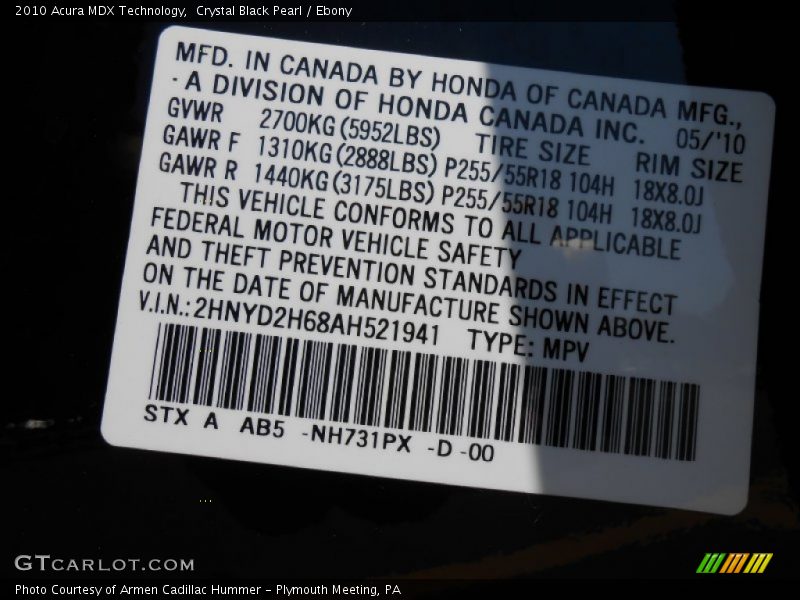 2010 Acura MDX Technology,  Crystal Black Pearl / Ebony
MFD. IN CANADA BY HONDA OF CANADA MFG.,
- A DIVISION OF HONDA CANADA INC. 05/'10
GVWR 2700KG(5952LBS) TIRE SIZE RIM SIZE
GAWR F 1310KG(2888LBS) P255/55R18 104H 18X8.0J
GAWR R 1440KG(3175LBS) P255/55R18 104H 18X8.0J
THIS VEHICLE CONFORMS TO ALL APPLICABLE
FEDERAL MOTOR VEHICLE SAFETY
AND THEFT PREVENTION STANDARDS IN EFFECT
ON THE DATE OF MANUFACTURE SHOWN ABOVE.
V.I.N.: 2HNYD2H68AH521941 TYPE: MPV
STX A AB5 -NH731PX -D -00
GTCARLOT.COM
Photo Courtesy of Armen Cadillac Hummer - Plymouth Meeting, PA